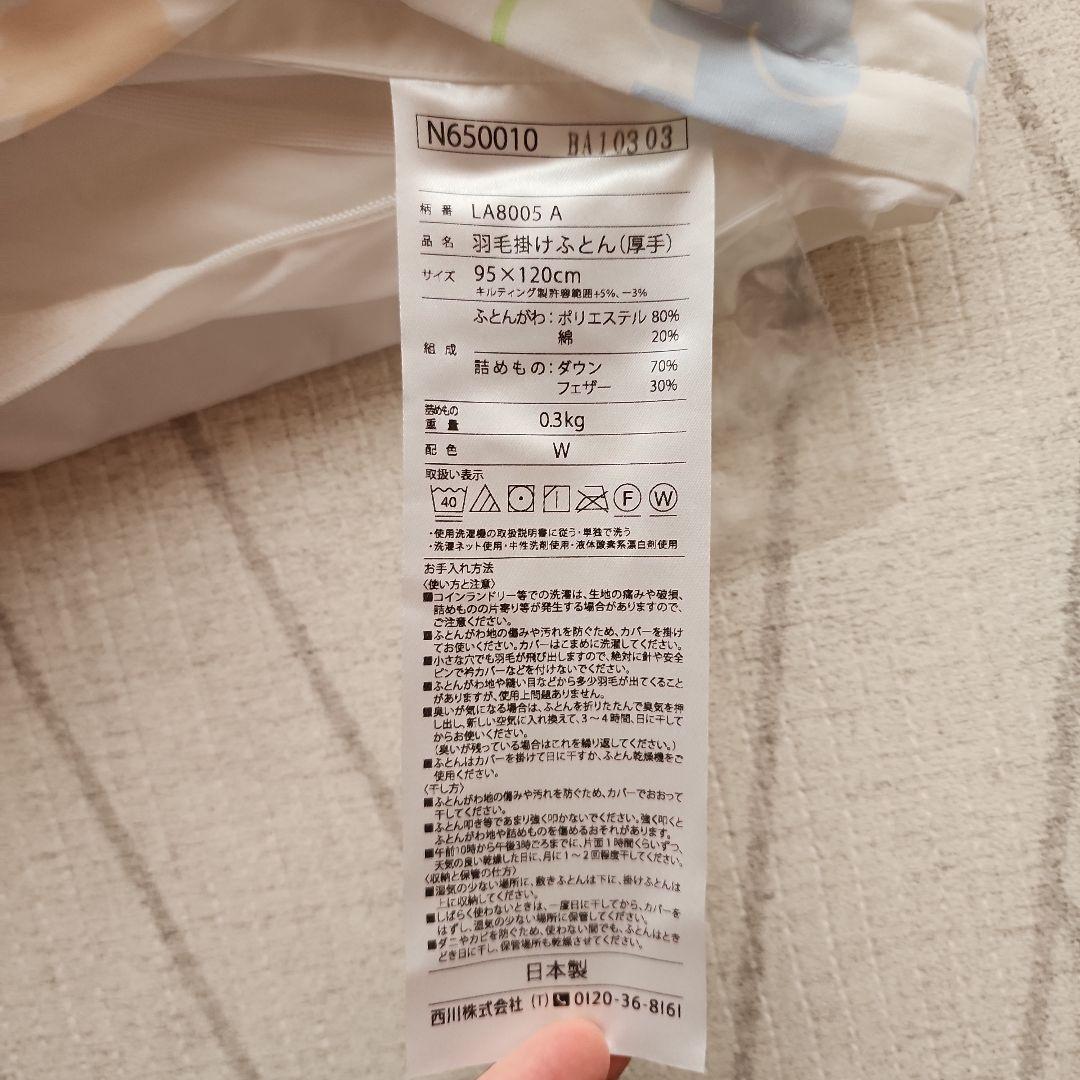 N650010 BA10303
柄番 LA8005 A
品名 羽毛掛けふとん(厚手)
サイズ 95×120cm
キルティング製許容範囲+5%、−3%
組成 ふとんがわ:ポリエステル 80%
綿 20%
詰めもの:ダウン 70%
フェザー 30%
詰めもの重量 0.3kg
配色 W
取扱い表示
40 F W
・使用洗濯機の取扱説明書に従う・単独で洗う
・洗濯ネット使用・中性洗剤使用・液体酸素系漂白剤使用
お手入れ方法
〈使い方と注意〉
■コインランドリー等での洗濯は、生地の痛みや破損、
詰めものの片寄り等が発生する場合がありますので、
ご注意ください。
■ふとんがわ地の傷みや汚れを防ぐため、カバーを掛け
てお使いください。カバーはこまめに洗濯してください。
■小さな穴でも羽毛が飛び出しますので、絶対に針や安全
ピンで衿カバーなどを付けないでください。
■ふとんがわ地や縫い目などから多少羽毛が出てくること
がありますが、使用上問題ありません。
■臭いが気になる場合は、ふとんを折りたたんで臭気を押
し出し、新しい空気に入れ換えて、3〜4時間、日に干して
からお使いください。
(臭いが残っている場合はこれを繰り返してください。)
■ふとんはカバーを掛けて日に干すか、ふとん乾燥機をご
使用ください。
〈干し方〉
■ふとんがわ地の傷みや汚れを防ぐため、カバーでおおって
干してください。
■ふとん叩き等であまり強く叩かないでください。強く叩くと
ふとんがわ地や詰めものを傷めるおそれがあります。
■午前10時から午後3時ごろまでに、片面1時間くらいずつ、
天気の良い乾燥した日に、月に1〜2回程度干してください。
〈収納と保管の仕方〉
■湿気の少ない場所に、敷きふとんは下に、掛けふとんは
上に収納してください。
■しばらく使わないときは、一度日に干してから、カバーを
はずし、湿気の少ない場所に保管してください。
■ダニやカビを防ぐため、使わない間でも、ふとんはとき
どき日に干し、保管場所も乾燥させてください。
日本製
西川株式会社 (T) 0120-36-8161